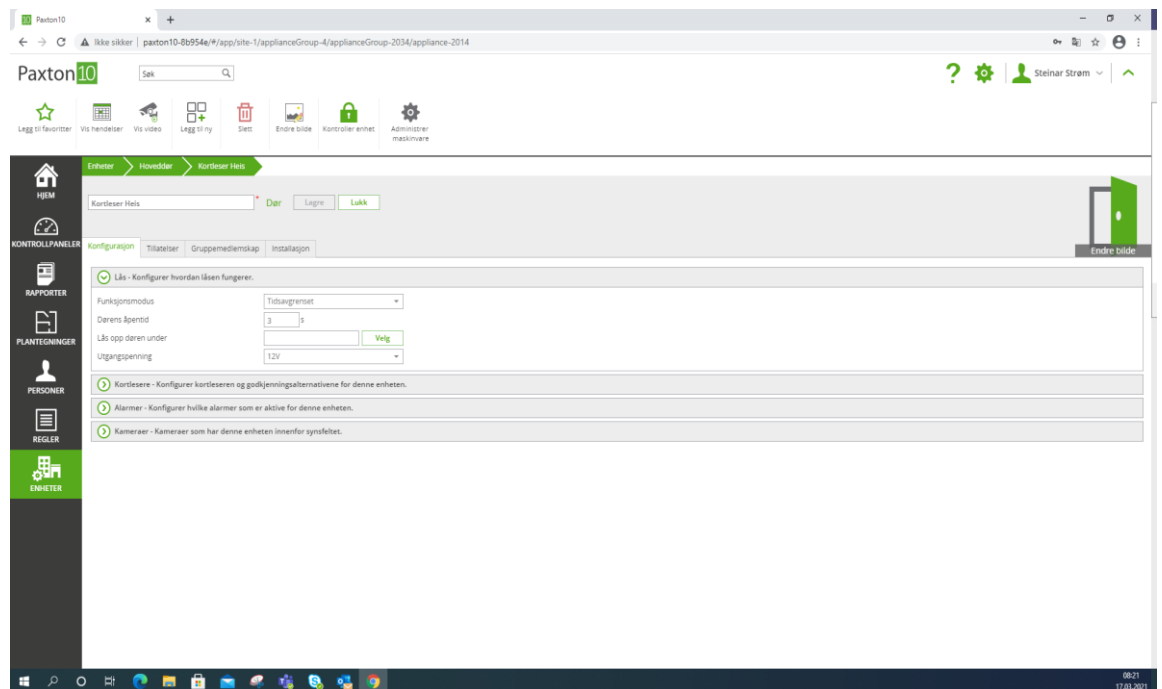 Paxton10
Ikke sikker | paxton10-8b954e/#/app/site-1/applianceGroup-4/applianceGroup-2034/appliance-2014
Paxton10 Søk ? Steinar Strøm
Legg til favoritter Vis hendelser Vis video Legg til ny Slett Endre bilde Kontroller enhet Administrer
maskinvare
Enheter Hoveddør Kortleser Heis
HJEM
Kortleser Heis * Dør Lagre Lukk
KONTROLLPANELER
Endre bilde
Konfigurasjon Tillatelser Gruppemedlemskap Installasjon
Lås - Konfigurer hvordan låsen fungerer.
RAPPORTER
Funksjonsmodus Tidsavgrenset
Dørens åpentid 3 s
Lås opp døren under Velg
PLANTEGNINGER
Utgangspenning 12V
Kortlesere - Konfigurer kortleseren og godkjenningsalternativene for denne enheten.
PERSONER
Alarmer - Konfigurer hvilke alarmer som er aktive for denne enheten.
Kameraer - Kameraer som har denne enheten innenfor synsfeltet.
REGLER
ENHETER
08:21
17.03.2021